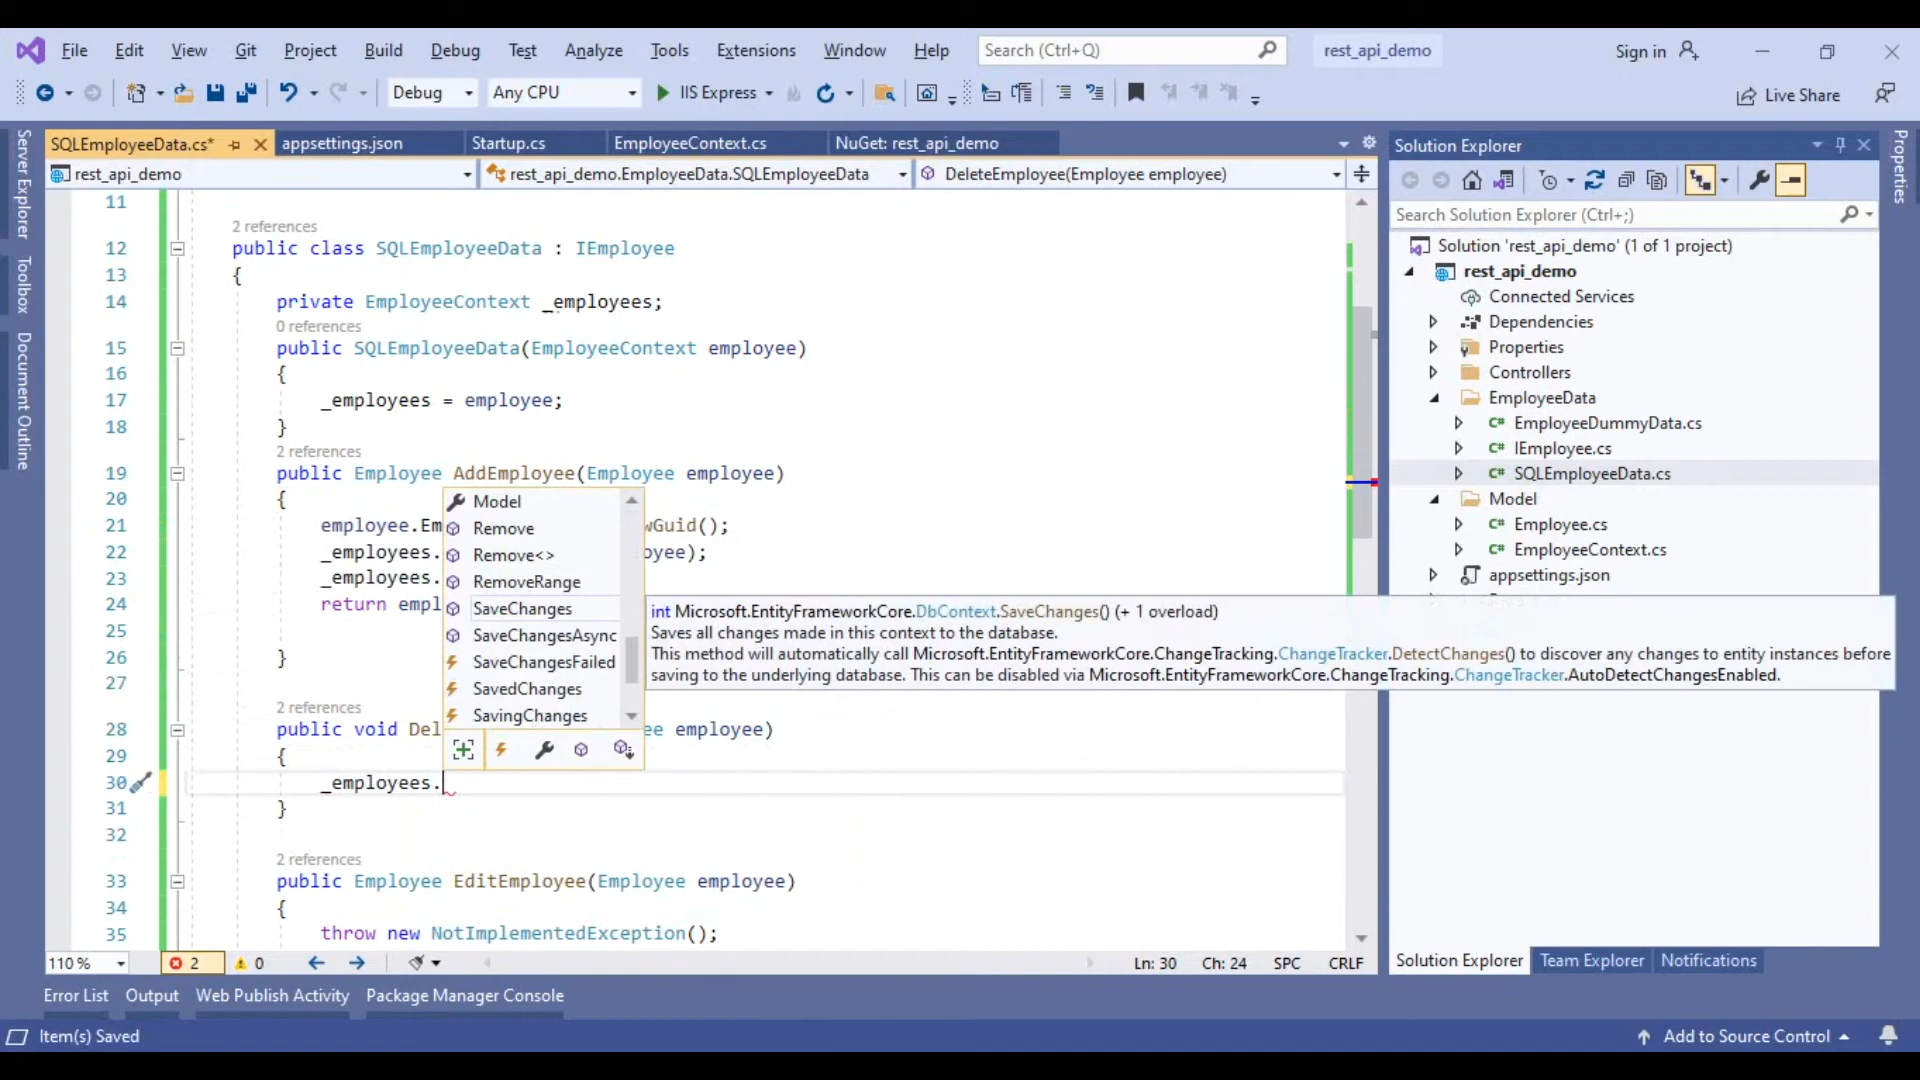 File Edit View Git Project Build Debug Test Analyze Tools Extensions Window Help Search (Ctrl+Q) rest_api_demo Sign in
Debug Any CPU IIS Express Live Share
SQLEmployeeData.cs* appsettings.json Startup.cs EmployeeContext.cs NuGet: rest_api_demo
rest_api_demo rest_api_demo.EmployeeData.SQLEmployeeData DeleteEmployee(Employee employee)
Server Explorer
Toolbox
Document Outline
11
2 references
12 public class SQLEmployeeData : IEmployee
13 {
14 private EmployeeContext _employees;
0 references
15 public SQLEmployeeData(EmployeeContext employee)
16 {
17 _employees = employee;
18 }
2 references
19 public Employee AddEmployee(Employee employee)
20 {
21 employee.Em wGuid();
22 _employees. oyee);
23 _employees.
24 return empl
25
26 }
27
2 references
28 public void Del ee employee)
29 {
30 _employees.
31 }
32
2 references
33 public Employee EditEmployee(Employee employee)
34 {
35 throw new NotImplementedException();
Model
Remove
Remove<>
RemoveRange
SaveChanges
SaveChangesAsync
SaveChangesFailed
SavedChanges
SavingChanges
int Microsoft.EntityFrameworkCore.DbContext.SaveChanges() (+ 1 overload)
Saves all changes made in this context to the database.
This method will automatically call Microsoft.EntityFrameworkCore.ChangeTracking.ChangeTracker.DetectChanges() to discover any changes to entity instances before
saving to the underlying database. This can be disabled via Microsoft.EntityFrameworkCore.ChangeTracking.ChangeTracker.AutoDetectChangesEnabled.
110 % 2 0 Ln: 30 Ch: 24 SPC CRLF
Solution Explorer
Search Solution Explorer (Ctrl+;)
Solution 'rest_api_demo' (1 of 1 project)
rest_api_demo
Connected Services
Dependencies
Properties
Controllers
EmployeeData
C# EmployeeDummyData.cs
C# IEmployee.cs
C# SQLEmployeeData.cs
Model
C# Employee.cs
C# EmployeeContext.cs
appsettings.json
Solution Explorer Team Explorer Notifications
Properties
Error List Output Web Publish Activity Package Manager Console
Item(s) Saved Add to Source Control